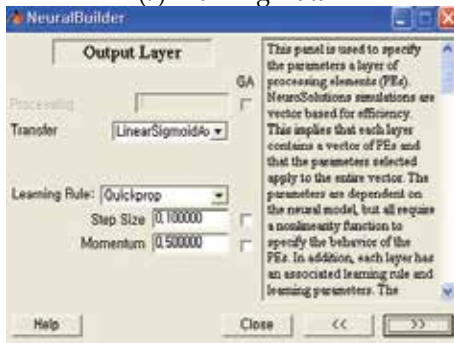 NeuralBuilder
Output Layer
GA
Processing
Transfer
LinearSigmoidAx
Learning Rule:
Quickprop
Step Size
0.100000
Momentum
0.500000
This panel is used to specify
the parameters a layer of
processing elements (PEs).
NeuroSolutions simulations are
vector based for efficiency.
This implies that each layer
contains a vector of PEs and
that the parameters selected
apply to the entire vector. The
parameters are dependent on
the neural model, but all require
a nonlinearity function to
specify the behavior of the
PEs. In addition, each layer has
an associated learning rule and
learning parameters. The
Help
Close
<<
>>